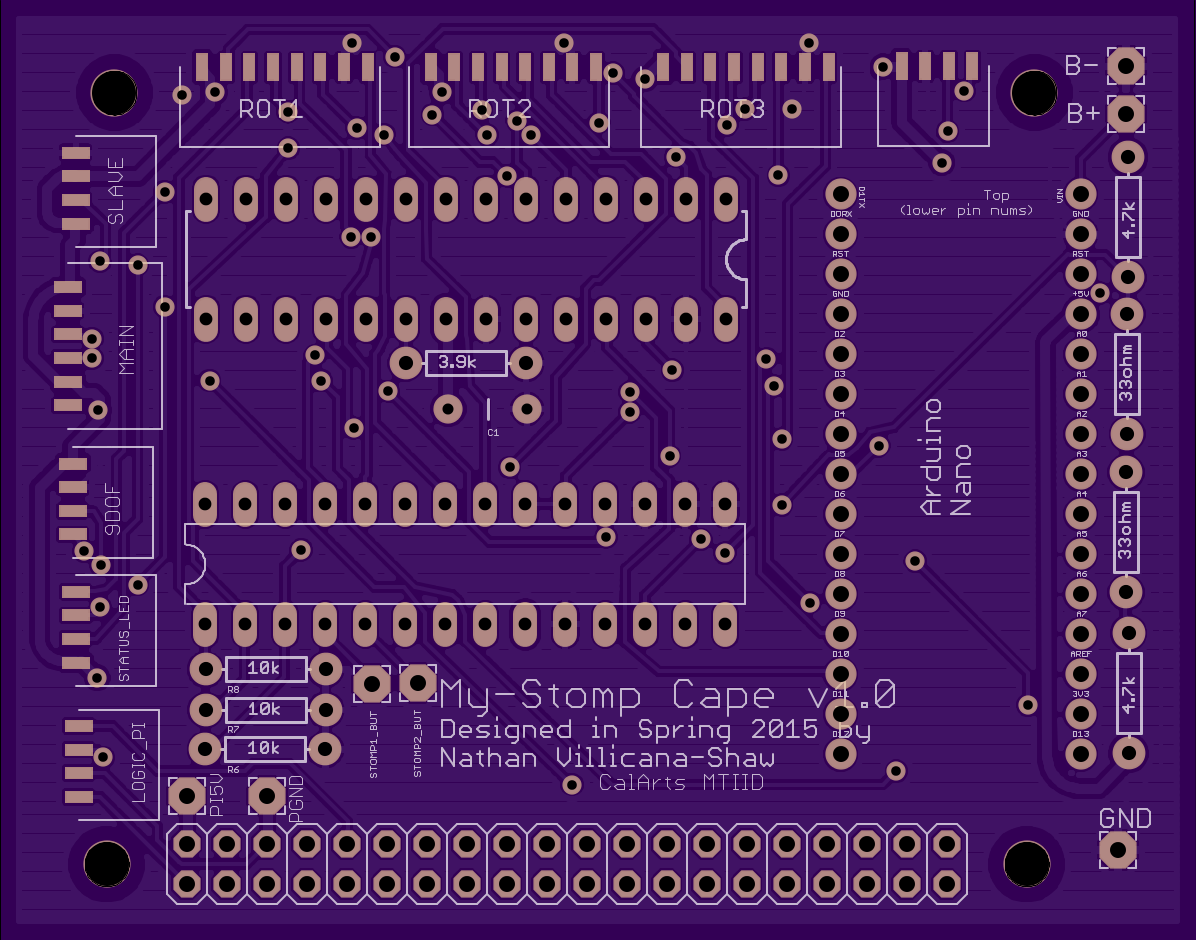 B-
ROT1
ROT2
ROT3
B+
SLAVE
D1TX
Top
(lower pin nums)
VIN
D0RX
GND
4.7k
RST
RST
GND
+5V
MAIN
A0
3.9k
D3
A1
33ohm
D4
A2
C1
D5
A3
Arduino
Nano
D6
A4
9DOF
D7
A5
33ohm
D8
A6
D9
A7
STATUS_LED
D10
AREF
10k
R8
My-Stomp Cape v1.0
D11
3V3
4.7k
10k
R7
Designed in Spring 2015 By
D12
D13
STOMP1_BUT
STOMP2_BUT
10k
R6
Nathan Villicana-Shaw
LOGIC_PI
CalArts MTIID
PI5V
PGND
GND